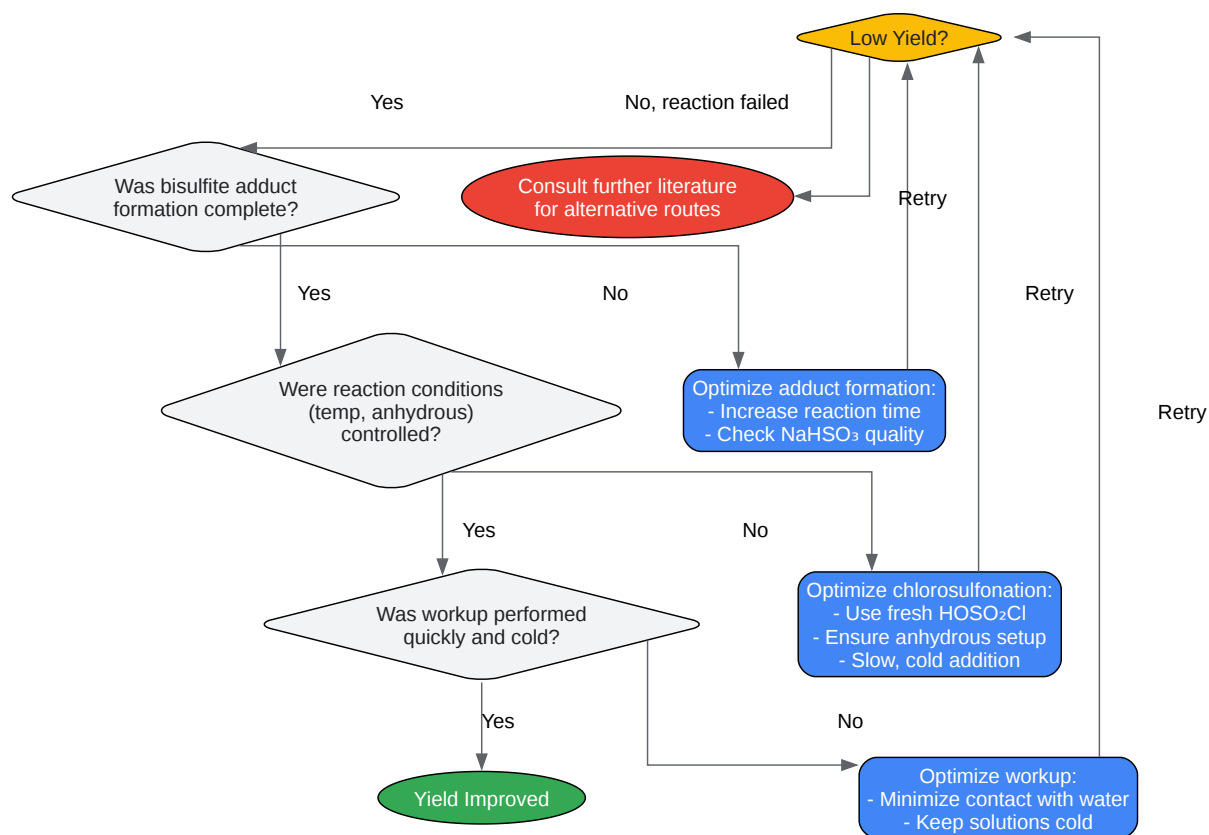 Low Yield?
Yes
No, reaction failed
Was bisulfite adduct
formation complete?
Consult further literature
for alternative routes
Retry
Yes
No
Retry
Were reaction conditions
(temp, anhydrous)
controlled?
Optimize adduct formation:
- Increase reaction time
- Check NaHSO₃ quality
Retry
Yes
No
Was workup performed
quickly and cold?
Optimize chlorosulfonation:
- Use fresh HOSO₂Cl
- Ensure anhydrous setup
- Slow, cold addition
Yes
No
Yield Improved
Optimize workup:
- Minimize contact with water
- Keep solutions cold